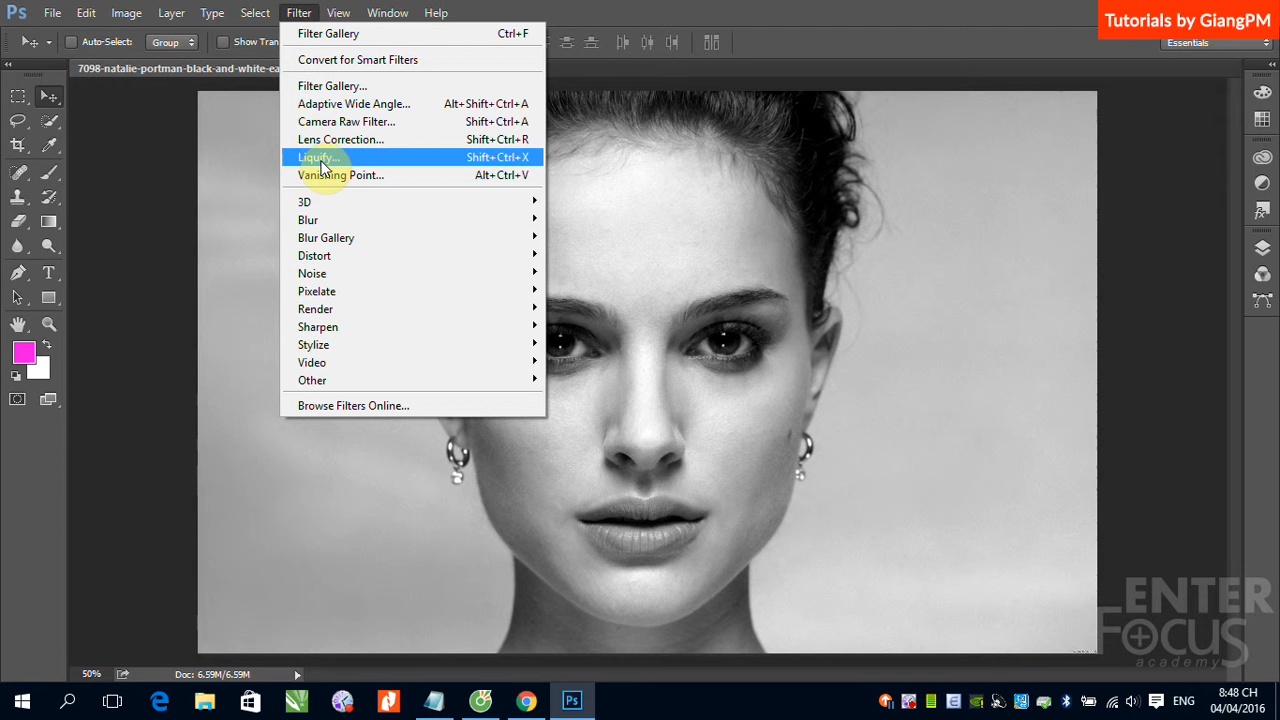 Ps File Edit Image Layer Type Select Filter View Window Help
Tutorials by GiangPM
Auto-Select: Group Show Tran
Essentials
7098-natalie-portman-black-and-white-ea
Filter Gallery Ctrl+F
Convert for Smart Filters
Filter Gallery...
Adaptive Wide Angle... Alt+Shift+Ctrl+A
Camera Raw Filter... Shift+Ctrl+A
Lens Correction... Shift+Ctrl+R
Liquify... Shift+Ctrl+X
Vanishing Point... Alt+Ctrl+V
3D
Blur
Blur Gallery
Distort
Noise
Pixelate
Render
Sharpen
Stylize
Video
Other
Browse Filters Online...
ENTER
FOCUS
academy
50% Doc: 6.59M/6.59M
Ps
ENG
8:48 CH
04/04/2016